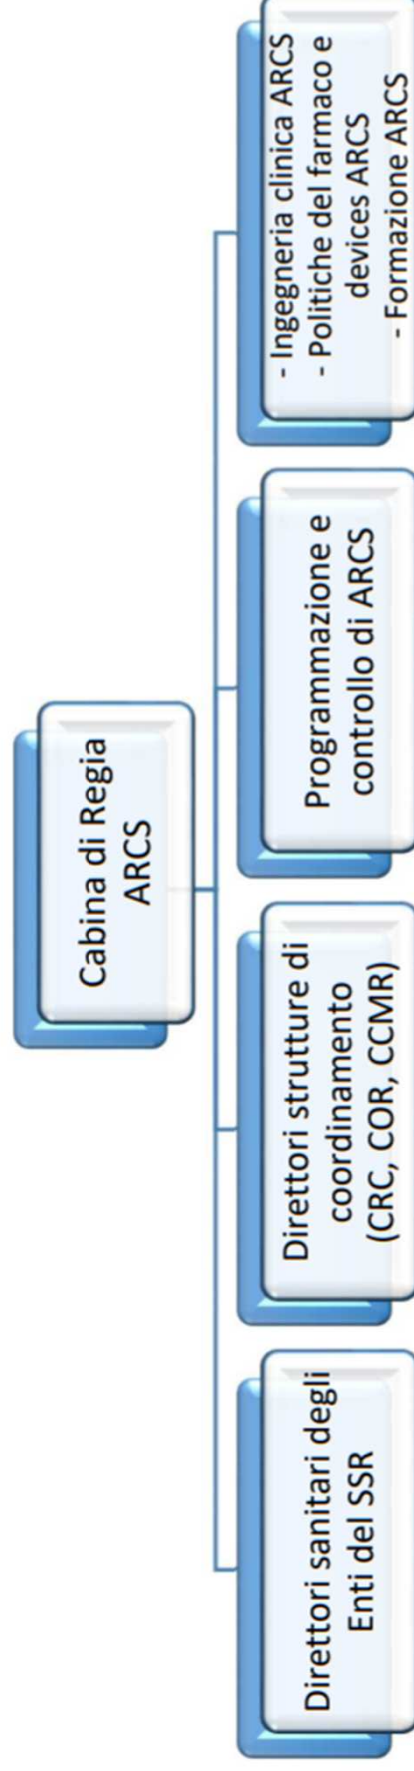 Cabina di Regia
ARCS
Direttori sanitari degli
Enti del SSR
Direttori strutture di
coordinamento
(CRC, COR, CCMR)
Programmazione e
controllo di ARCS
- Ingegneria clinica ARCS
- Politiche del farmaco e
devices ARCS
- Formazione ARCS